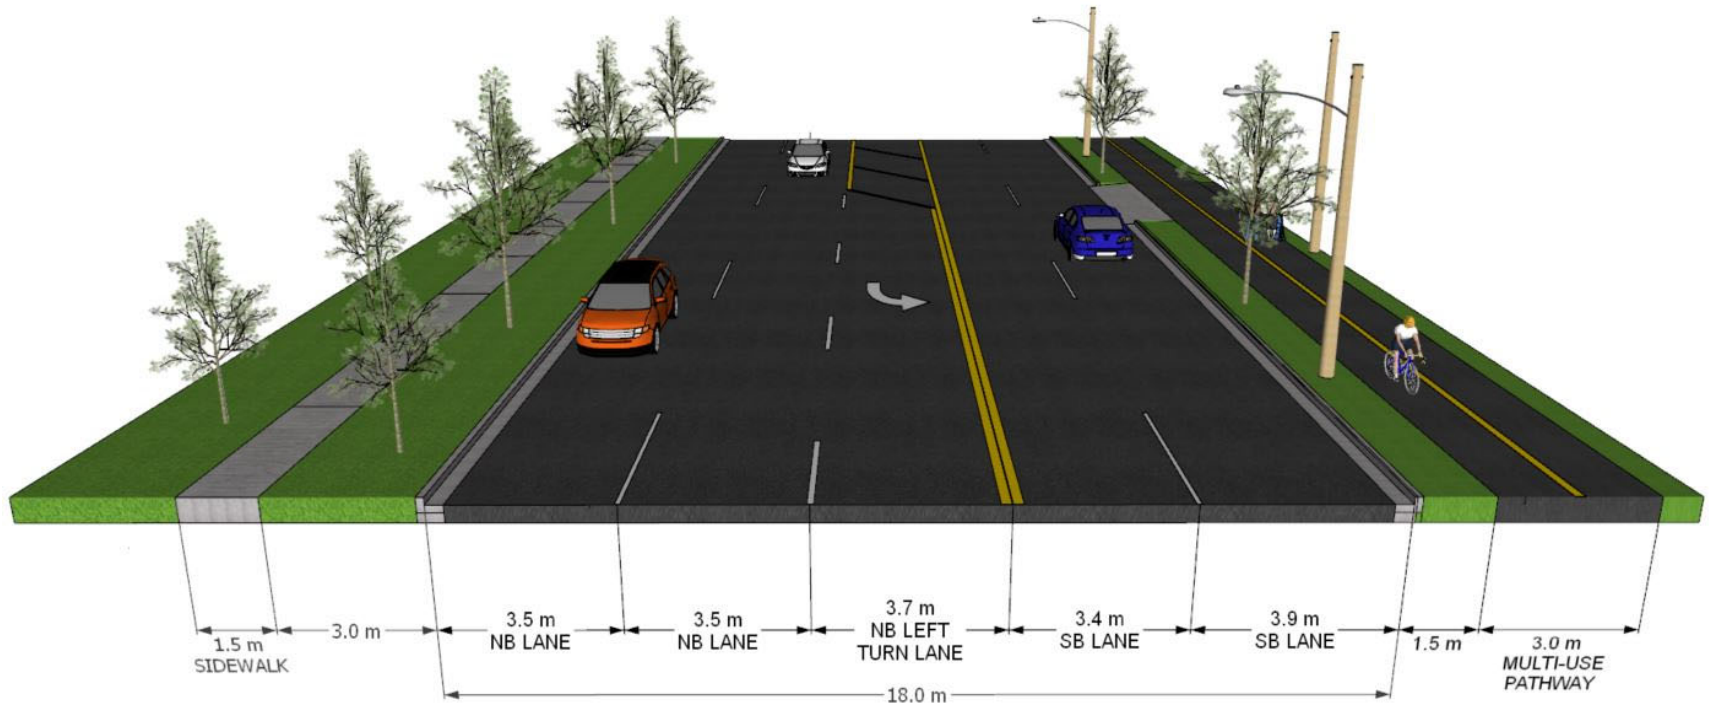 1.5 m
SIDEWALK
3.0 m
3.5 m
NB LANE
3.5 m
NB LANE
3.7 m
NB LEFT
TURN LANE
3.4 m
SB LANE
3.9 m
SB LANE
1.5 m
3.0 m
MULTI-USE
PATHWAY
18.0 m